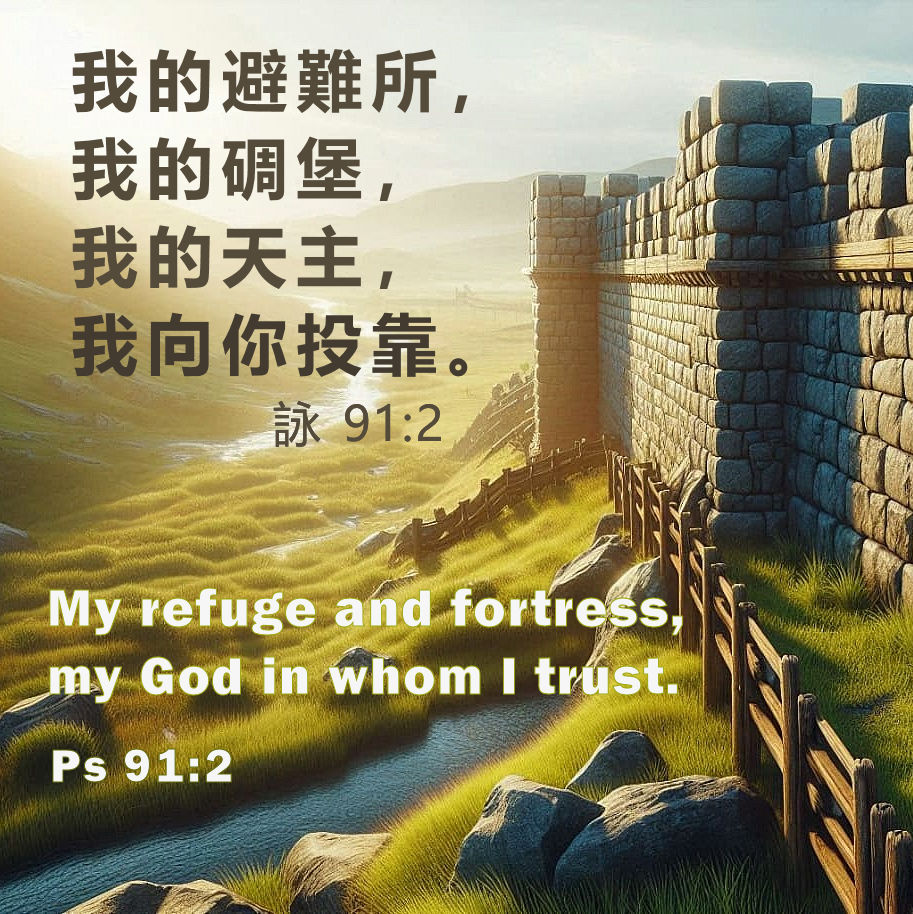 我的避難所，
我的碉堡，
我的天主，
我向你投靠。
詠 91:2
My refuge and fortress,
my God in whom I trust.
Ps 91:2